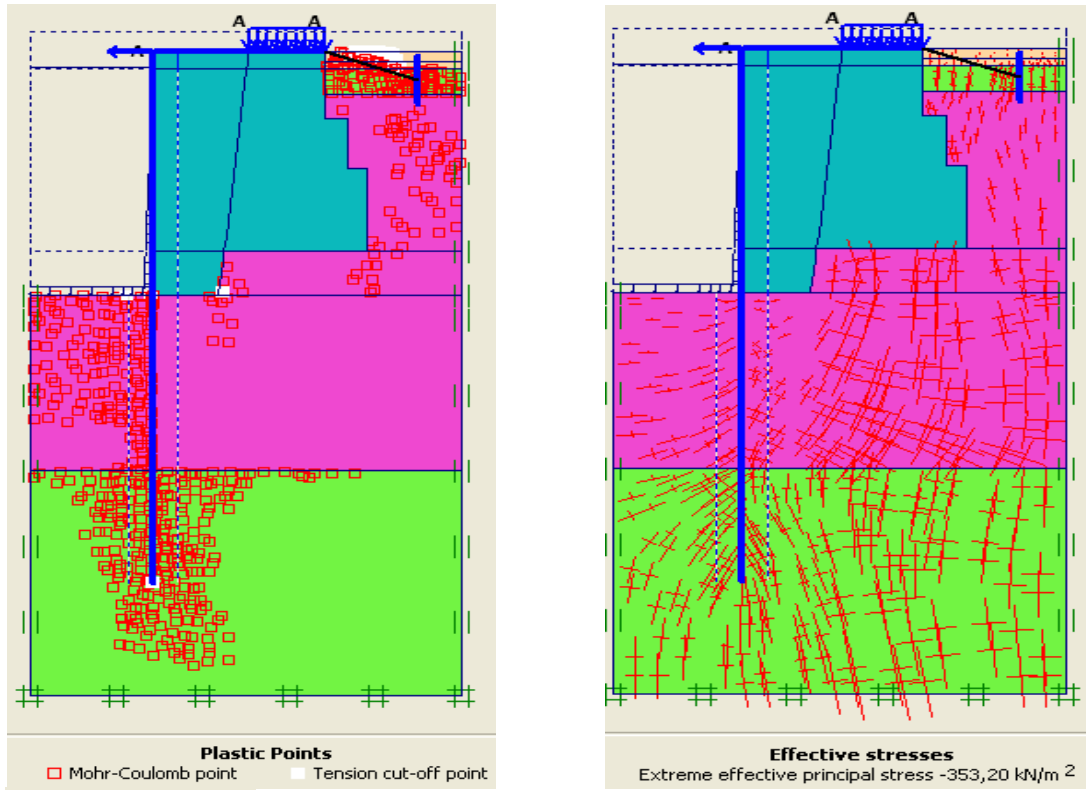 A A
A
Plastic Points
Mohr-Coulomb point Tension cut-off point
A A
A
Effective stresses
Extreme effective principal stress -353,20 kN/m 2